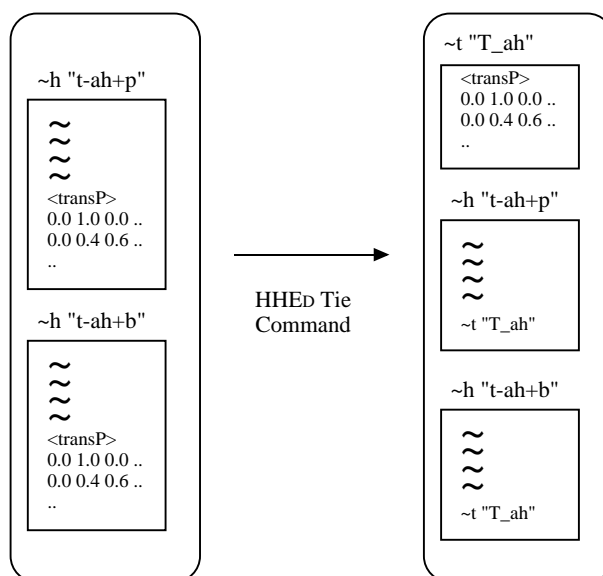 ~h "t-ah+p"
~
~
~
~
<transP>
0.0 1.0 0.0 ..
0.0 0.4 0.6 ..
..
~h "t-ah+b"
~
~
~
~
<transP>
0.0 1.0 0.0 ..
0.0 0.4 0.6 ..
..
HHED Tie
Command
~t "T_ah"
<transP>
0.0 1.0 0.0 ..
0.0 0.4 0.6 ..
..
~h "t-ah+p"
~
~
~
~
~t "T_ah"
~h "t-ah+b"
~
~
~
~
~t "T_ah"